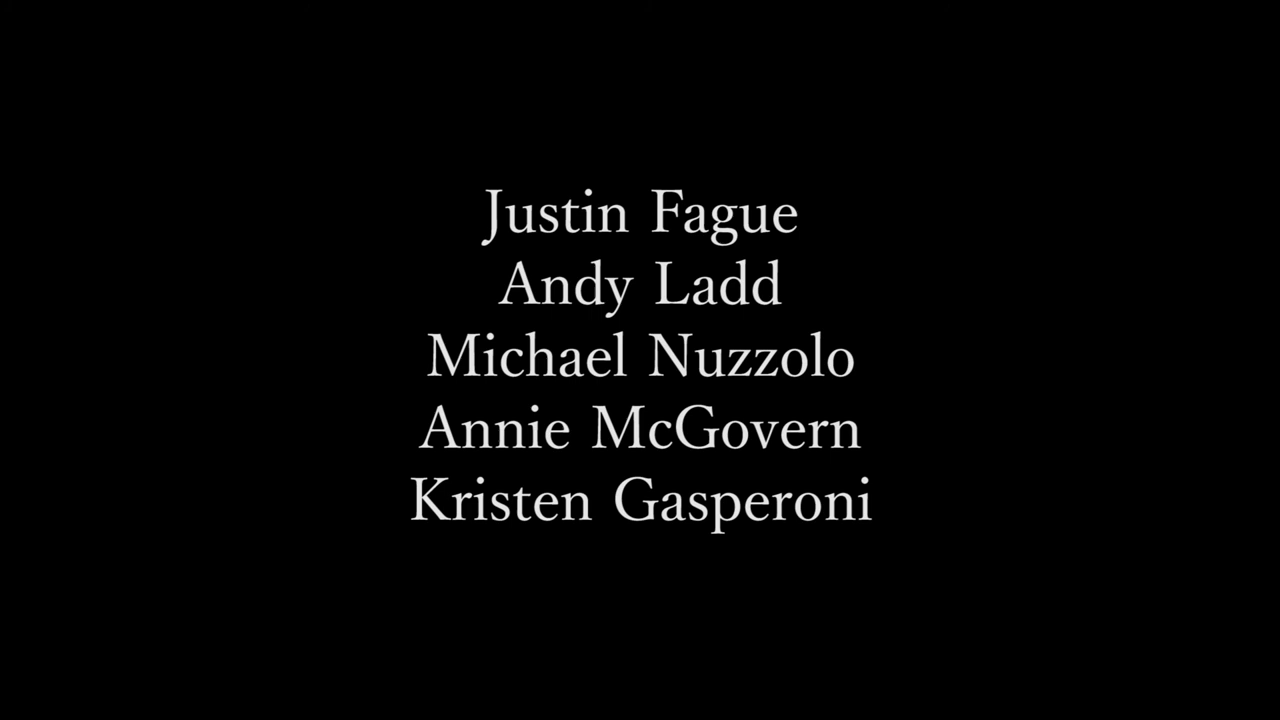 Justin Fague
Andy Ladd
Michael Nuzzolo
Annie McGovern
Kristen Gasperoni